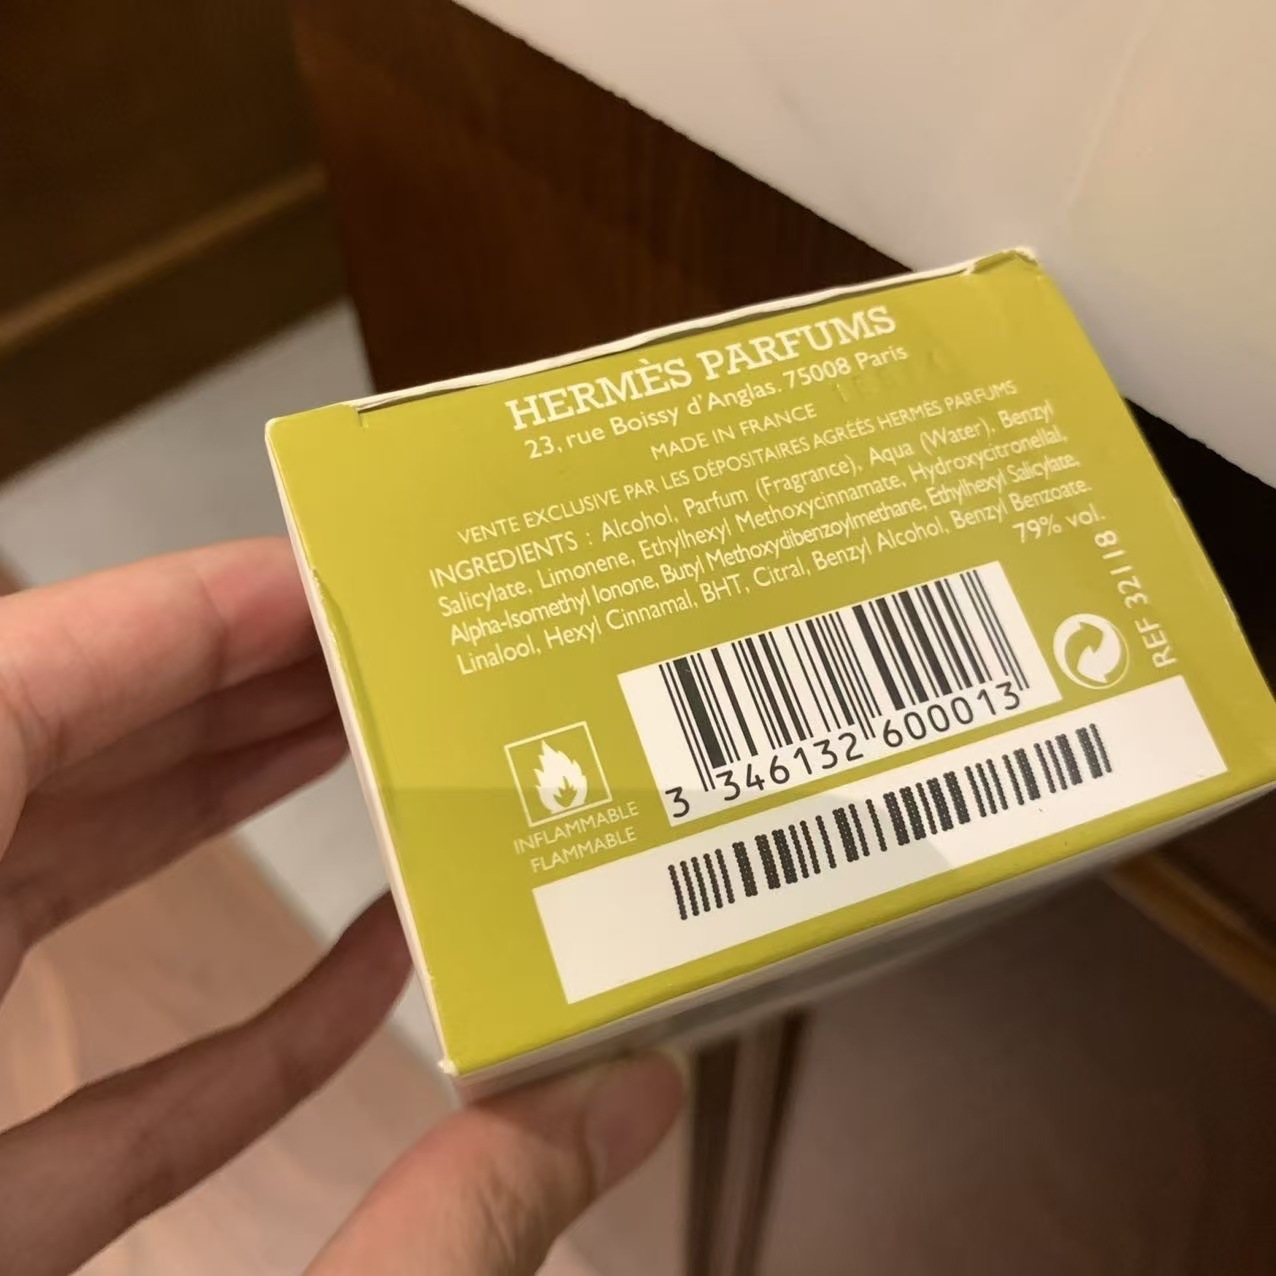 HERMÈS PARFUMS
23, rue Boissy d'Anglas. 75008 Paris
MADE IN FRANCE
VENTE EXCLUSIVE PAR LES DÉPOSITAIRES AGRÉÉS HERMÈS PARFUMS
INGREDIENTS : Alcohol, Parfum (Fragrance), Aqua (Water), Benzyl
Salicylate, Limonene, Ethylhexyl Methoxycinnamate, Hydroxycitronellal,
Alpha-Isomethyl Ionone, Butyl Methoxydibenzoylmethane, Ethylhexyl Salicylate,
Linalool, Hexyl Cinnamal, BHT, Citral, Benzyl Alcohol, Benzyl Benzoate.
79% vol.
REF 32118
3 346132 600013
INFLAMMABLE
FLAMMABLE